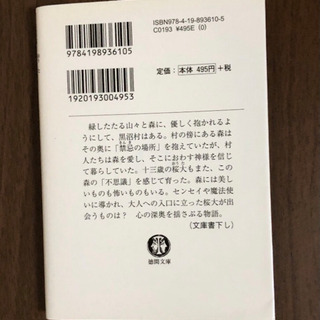 ISBN978-4-19-893610-5
C0193 ¥495E (0)
9784198936105
定価：本体 495円 +税
1920193004953
緑したたる山々と森に、優しく抱かれるよ
うにして、黒沼村はある。村の傍にある森は
その奥に「禁忌の場所」を抱えていたが、村
人たちは森を愛し、そこにおわす神様を信じ
て暮らしていた。十三歳の桜大もまた、この
森の「不思議」を感じて育った。森には美し
いものも怖いものもいる。センセイや魔法使
いに導かれ、大人への入口に立った桜大が出
会うものは？ 心の深奥を揺さぶる物語。
（文庫書下し）
徳間文庫